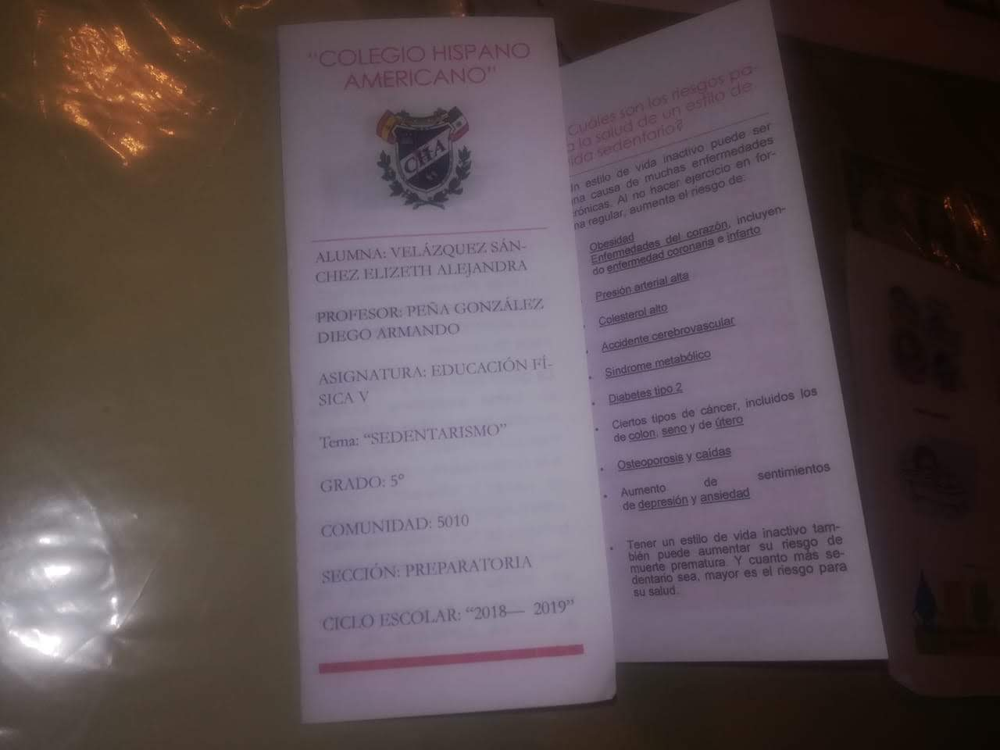 "COLEGIO HISPANO
AMERICANO"
CHA
ALUMNA: VELÁZQUEZ SÁN-
CHEZ ELIZETH ALEJANDRA
PROFESOR: PEÑA GONZÁLEZ
DIEGO ARMANDO
ASIGNATURA: EDUCACIÓN FÍ-
SICA V
Tema: "SEDENTARISMO"
GRADO: 5°
COMUNIDAD: 5010
SECCIÓN: PREPARATORIA
CICLO ESCOLAR: "2018— 2019"
Cuáles son los riesgos pa-
a la salud de un estilo de
ida sedentario?
n estilo de vida inactivo puede ser
na causa de muchas enfermedades
rónicas. Al no hacer ejercicio en for-
na regular, aumenta el riesgo de:
Obesidad
Enfermedades del corazón, incluyen-
do enfermedad coronaria e infarto
Presión arterial alta
• Colesterol alto
• Accidente cerebrovascular
• Síndrome metabólico
• Diabetes tipo 2
• Ciertos tipos de cáncer, incluidos los
de colon, seno y de útero
• Osteoporosis y caídas
• Aumento de sentimientos
de depresión y ansiedad
• Tener un estilo de vida inactivo tam-
bién puede aumentar su riesgo de
muerte prematura. Y cuanto más se-
dentario sea, mayor es el riesgo para
su salud.